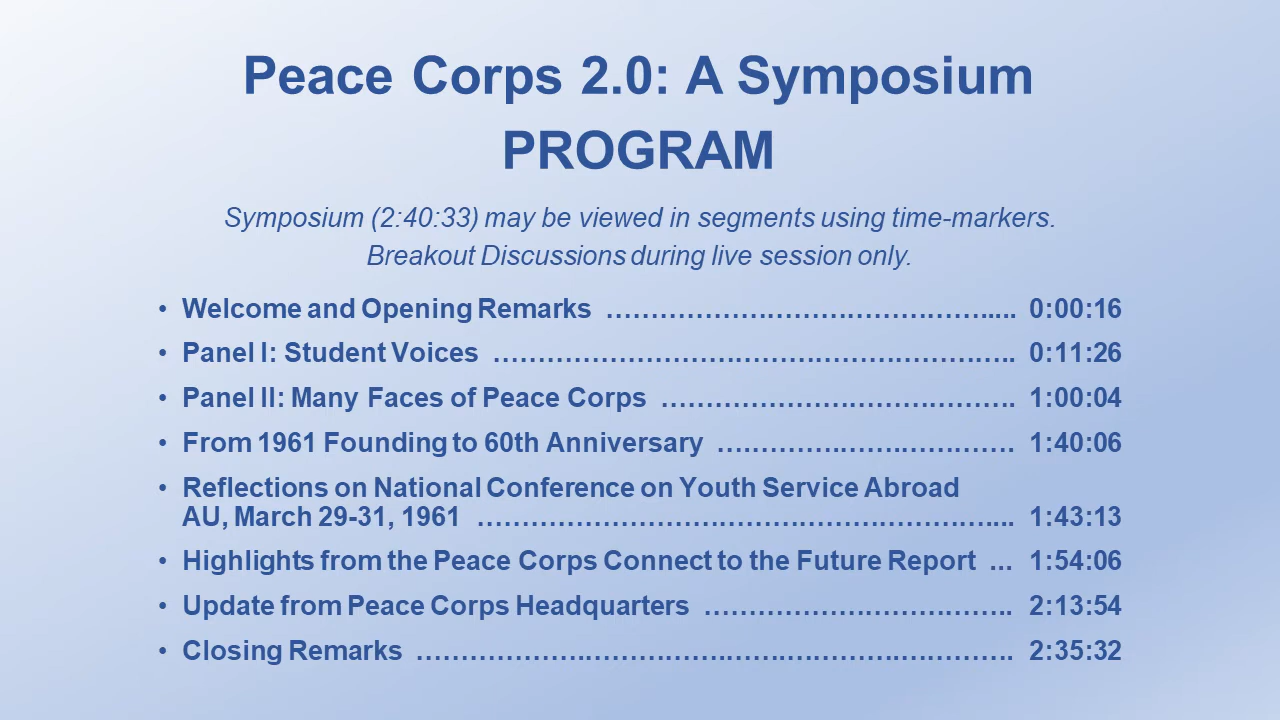 Peace Corps 2.0: A Symposium
PROGRAM
Symposium (2:40:33) may be viewed in segments using time-markers.
Breakout Discussions during live session only.
• Welcome and Opening Remarks ………………………………………..... 0:00:16
• Panel I: Student Voices ………………………………………………….. 0:11:26
• Panel II: Many Faces of Peace Corps …………………………………. 1:00:04
• From 1961 Founding to 60th Anniversary ……………………………. 1:40:06
• Reflections on National Conference on Youth Service Abroad
AU, March 29-31, 1961 ………………………………………………….... 1:43:13
• Highlights from the Peace Corps Connect to the Future Report ... 1:54:06
• Update from Peace Corps Headquarters …………………………….. 2:13:54
• Closing Remarks …………………………………………………………. 2:35:32